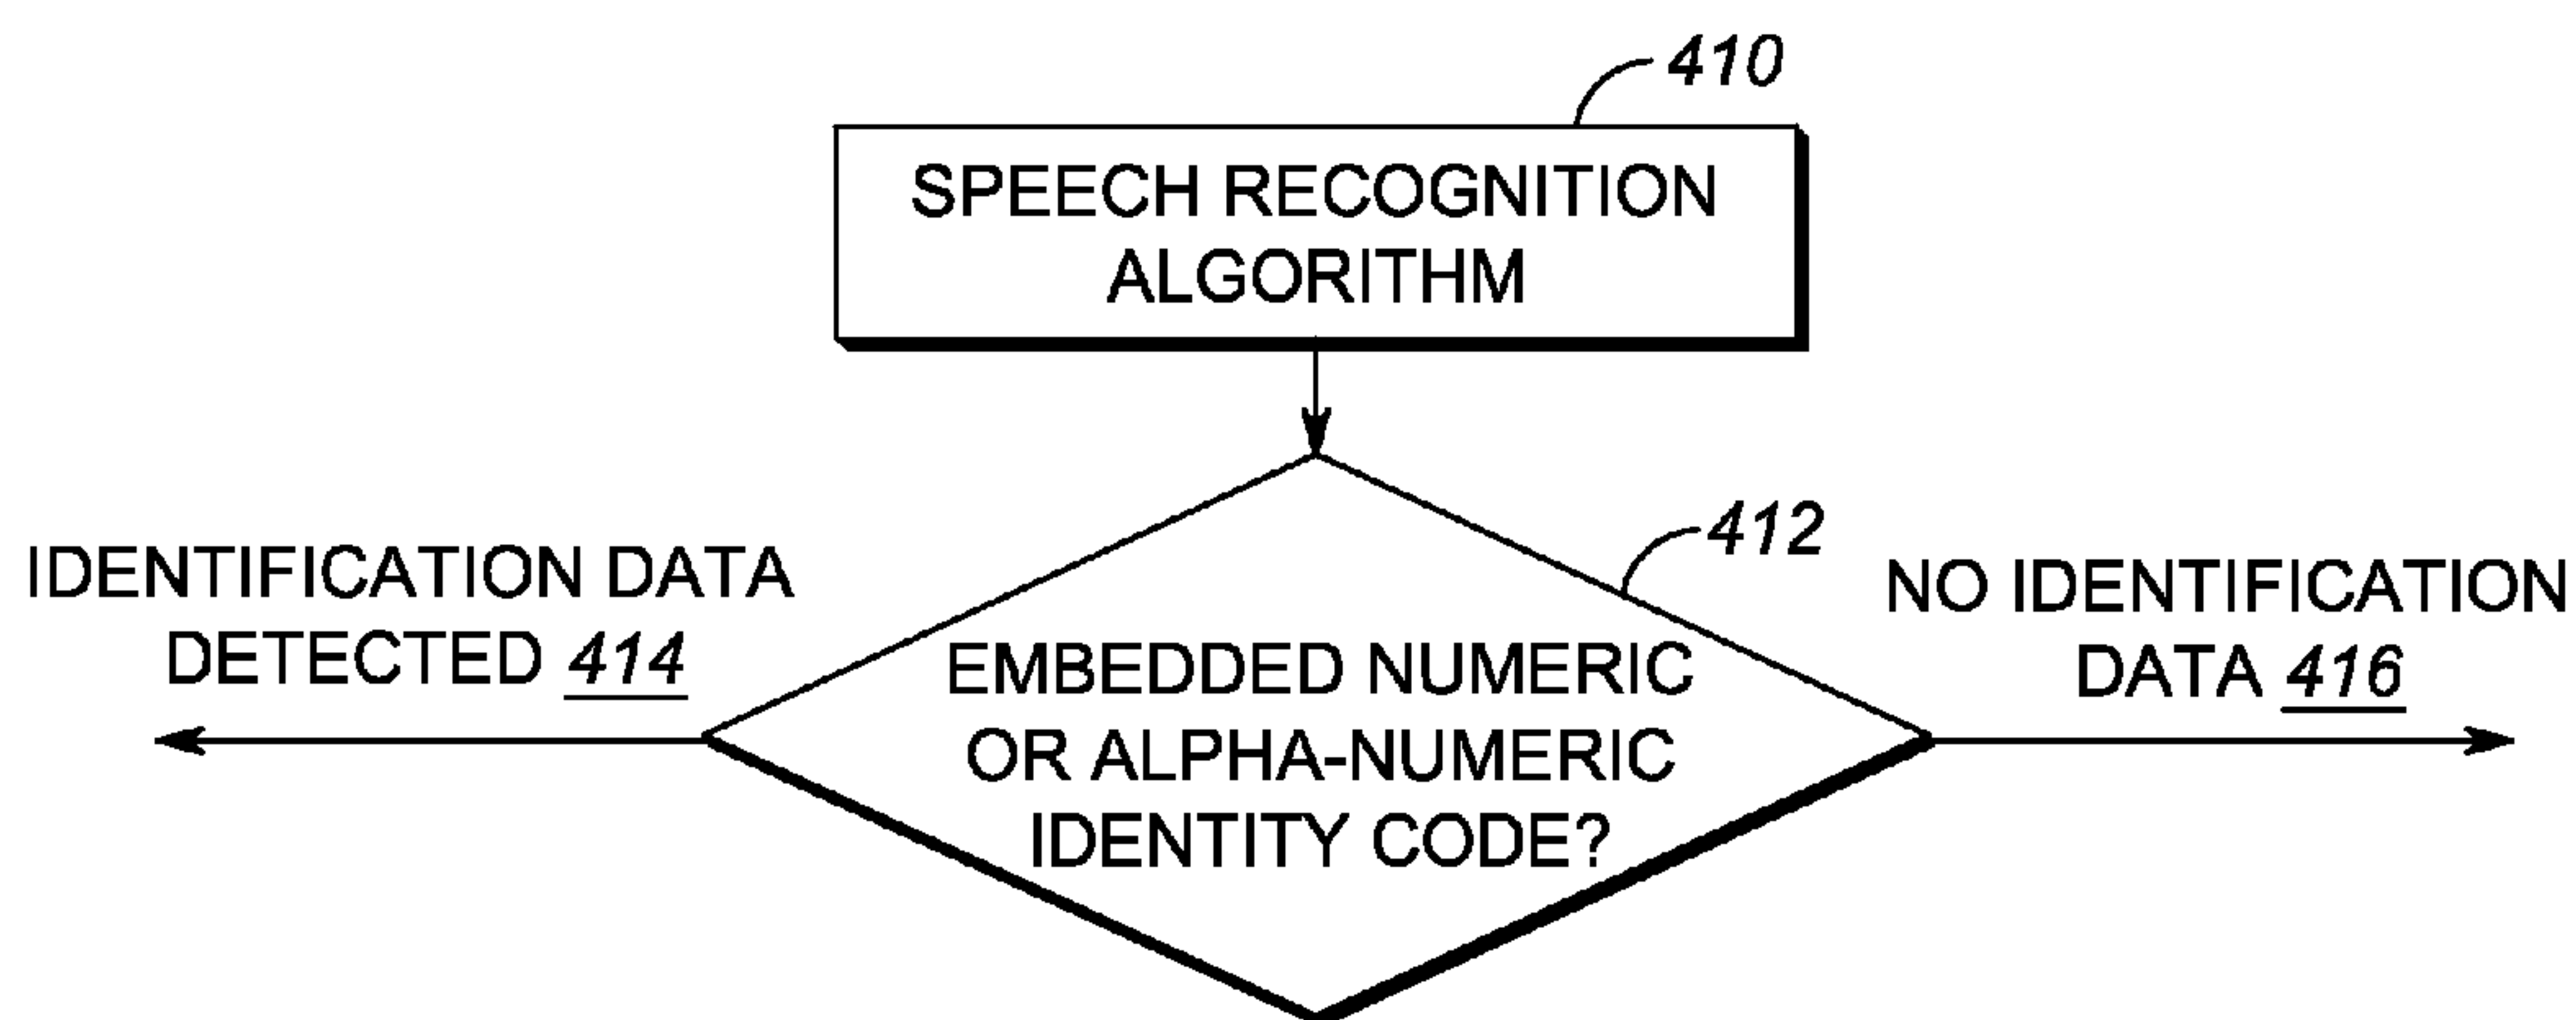 410
SPEECH RECOGNITION
ALGORITHM
412
IDENTIFICATION DATA
DETECTED 414
EMBEDDED NUMERIC
OR ALPHA-NUMERIC
IDENTITY CODE?
NO IDENTIFICATION
DATA 416